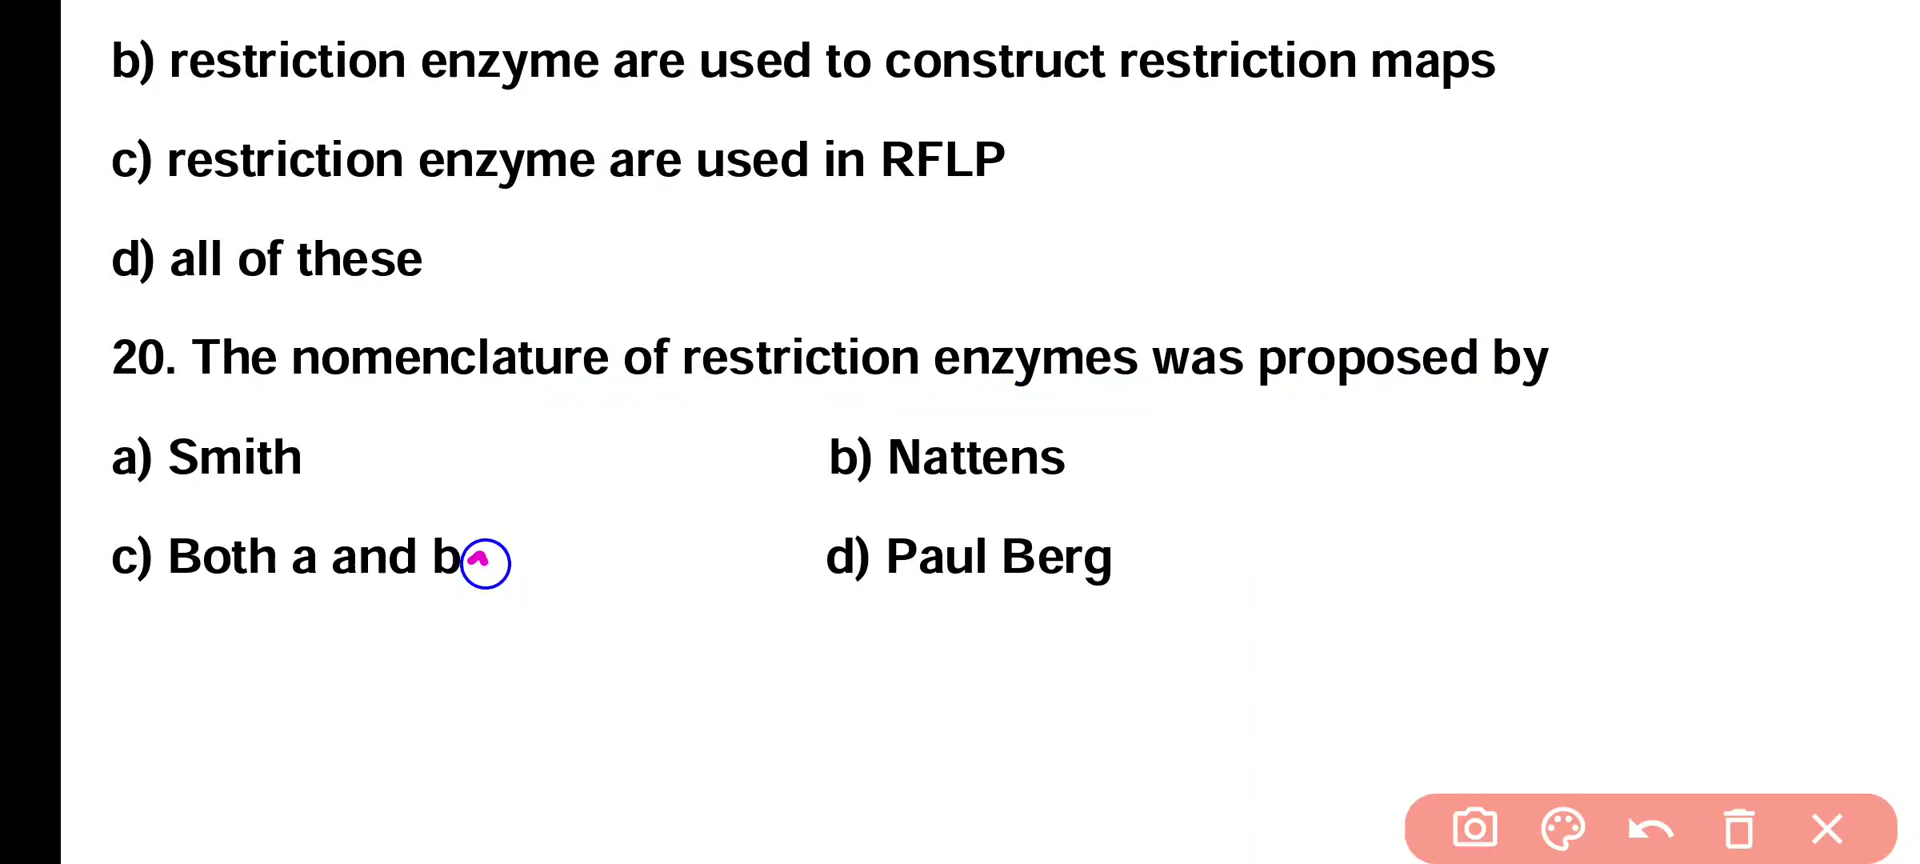 b) restriction enzyme are used to construct restriction maps
c) restriction enzyme are used in RFLP
d) all of these
20. The nomenclature of restriction enzymes was proposed by
a) Smith b) Nattens
c) Both a and b d) Paul Berg